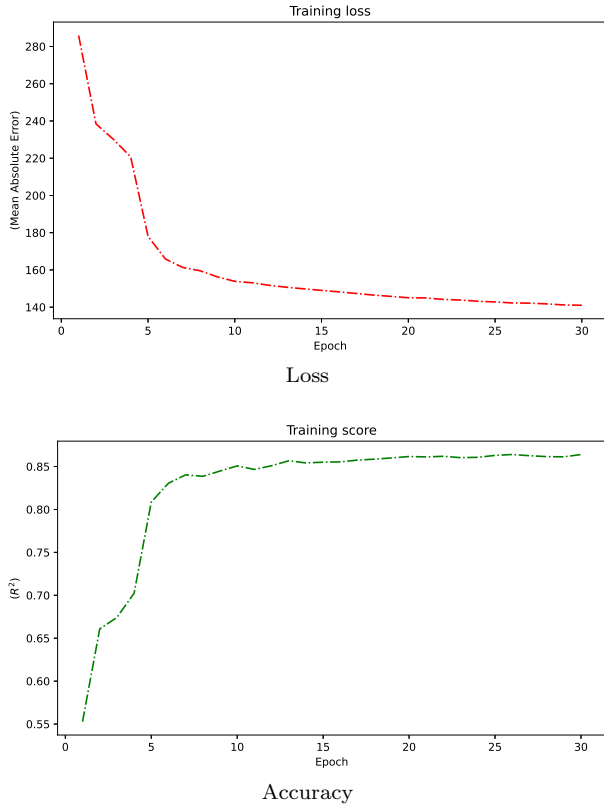 Training loss
(Mean Absolute Error)
280
260
240
220
200
180
160
140
0 5 10 15 20 25 30
Epoch
Loss
Training score
(R²)
0.85
0.80
0.75
0.70
0.65
0.60
0.55
0 5 10 15 20 25 30
Epoch
Accuracy